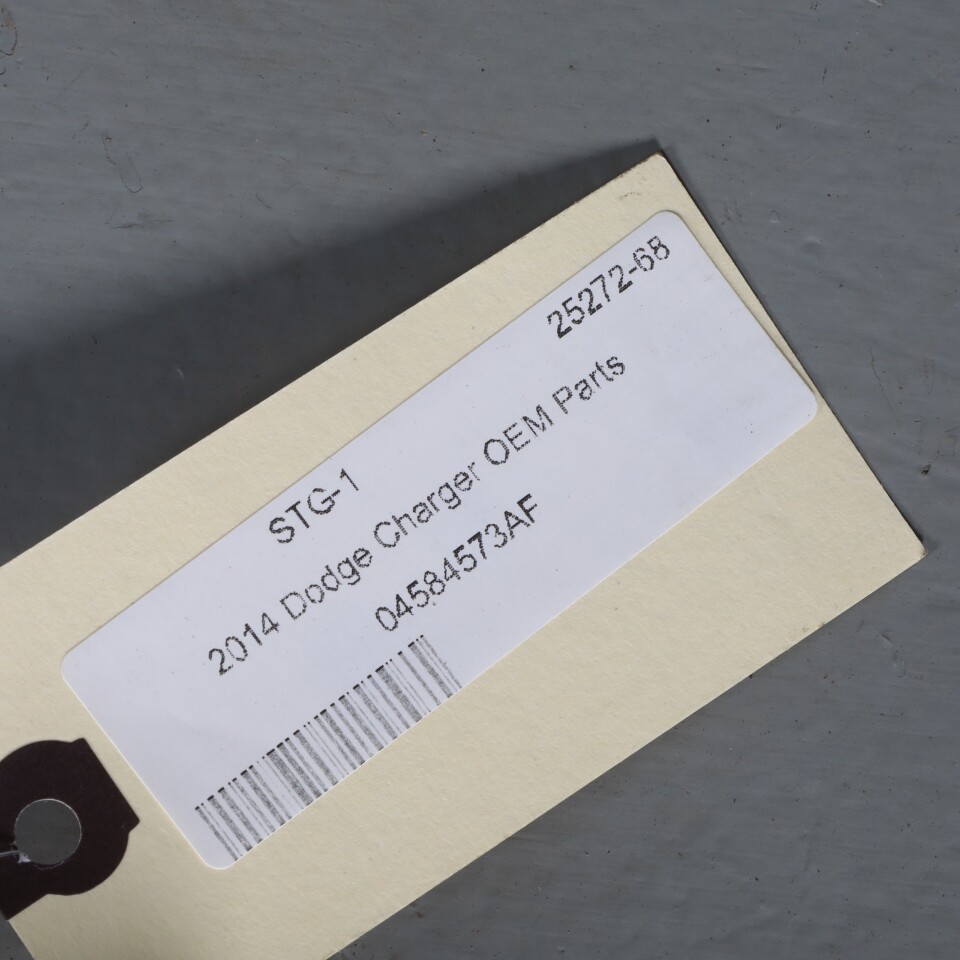 STG-1 25272-68
2014 Dodge Charger OEM Parts
04584573AF